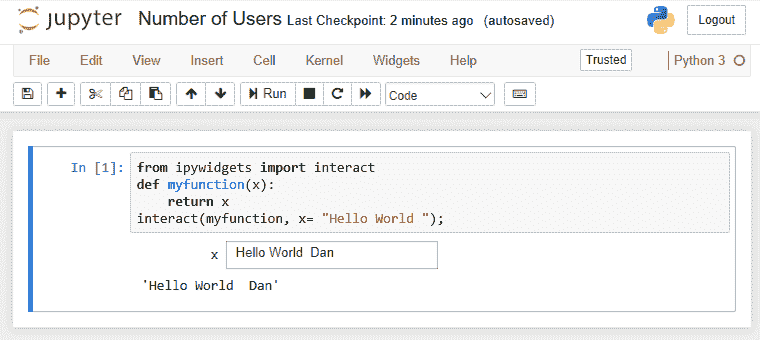 jupyter Number of Users Last Checkpoint: 2 minutes ago (autosaved) Logout
File Edit View Insert Cell Kernel Widgets Help Trusted Python 3
Run Code
In [1]: from ipywidgets import interact
def myfunction(x):
    return x
interact(myfunction, x= "Hello World ");
x Hello World  Dan
'Hello World  Dan'